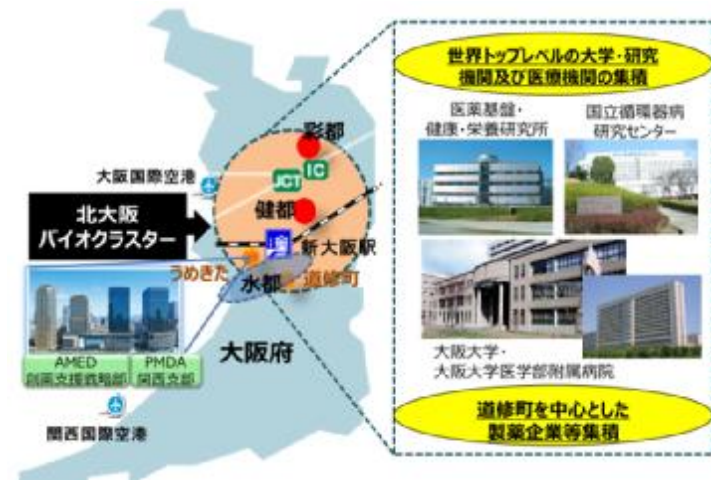 世界トップレベルの大学・研究
機関及び医療機関の集積
医薬基盤・
健康・栄養研究所
国立循環器病
研究センター
大阪大学・
大阪大学医学部附属病院
道修町を中心とした
製薬企業等集積
彩都
IC
JCT
大阪国際空港
健都
北大阪
バイオクラスター
新大阪駅
うめきた
道修町
水都
大阪府
AMED
創薬支援戦略部
PMDA
関西支部
関西国際空港